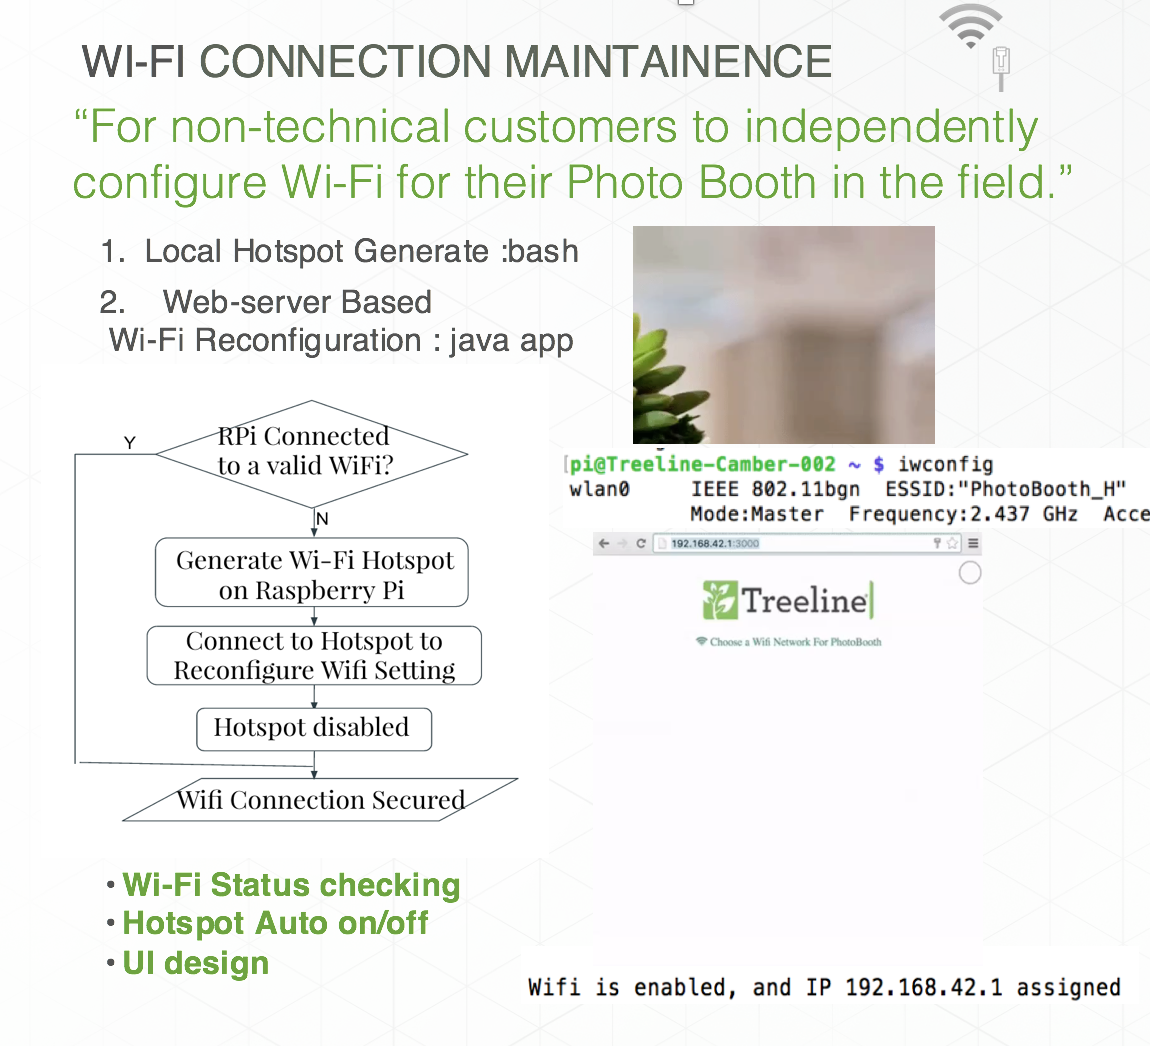 WI-FI CONNECTION MAINTAINENCE
“For non-technical customers to independently
configure Wi-Fi for their Photo Booth in the field.”
1. Local Hotspot Generate :bash
2. Web-server Based
Wi-Fi Reconfiguration : java app
RPi Connected
to a valid WiFi?
Y
N
Generate Wi-Fi Hotspot
on Raspberry Pi
Connect to Hotspot to
Reconfigure Wifi Setting
Hotspot disabled
Wifi Connection Secured
• Wi-Fi Status checking
• Hotspot Auto on/off
• UI design
[pi@Treeline-Camber-002 ~ $ iwconfig
wlan0 IEEE 802.11bgn ESSID:"PhotoBooth_H"
Mode:Master Frequency:2.437 GHz Acce
192.168.42.1:3000
Treeline
Choose a Wifi Network For PhotoBooth
Wifi is enabled, and IP 192.168.42.1 assigned